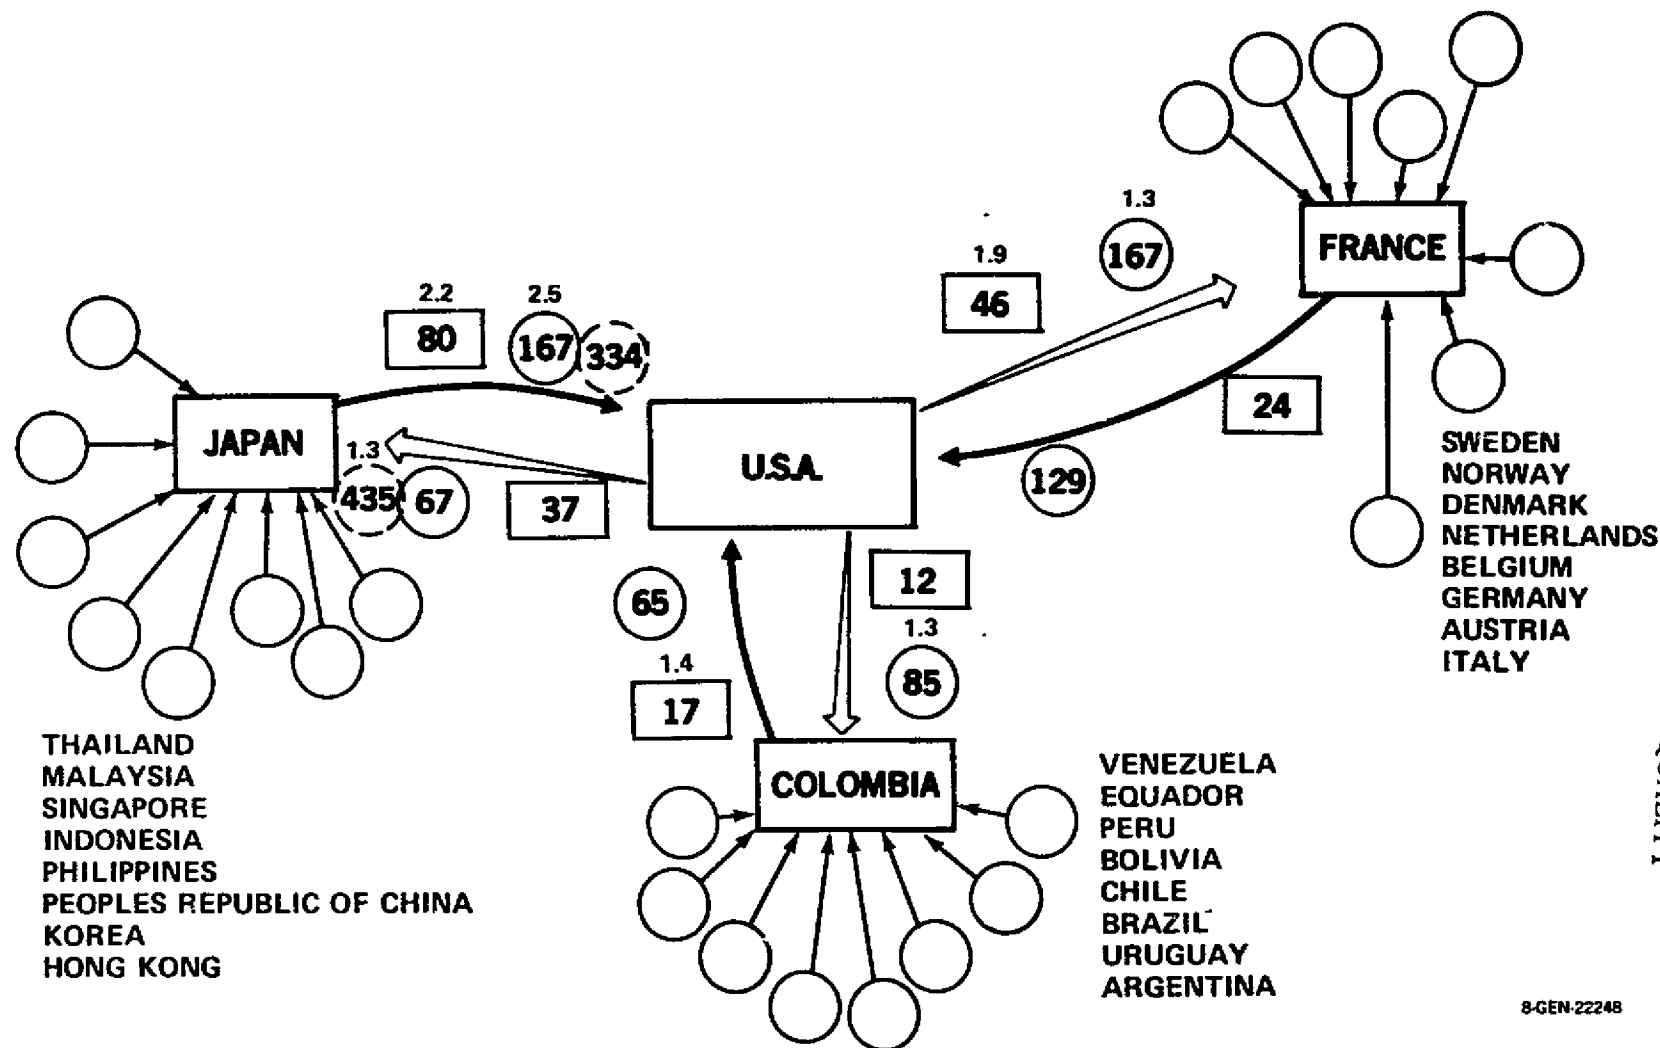 1.3
167
FRANCE
1.9
46
2.2
80
2.5
167
334
24
JAPAN
1.3
435
67
37
U.S.A.
129
SWEDEN
NORWAY
DENMARK
NETHERLANDS
BELGIUM
GERMANY
AUSTRIA
ITALY
65
12
1.3
85
1.4
17
COLOMBIA
THAILAND
MALAYSIA
SINGAPORE
INDONESIA
PHILIPPINES
PEOPLES REPUBLIC OF CHINA
KOREA
HONG KONG
VENEZUELA
EQUADOR
PERU
BOLIVIA
CHILE
BRAZIL
URUGUAY
ARGENTINA
8-GEN-22248